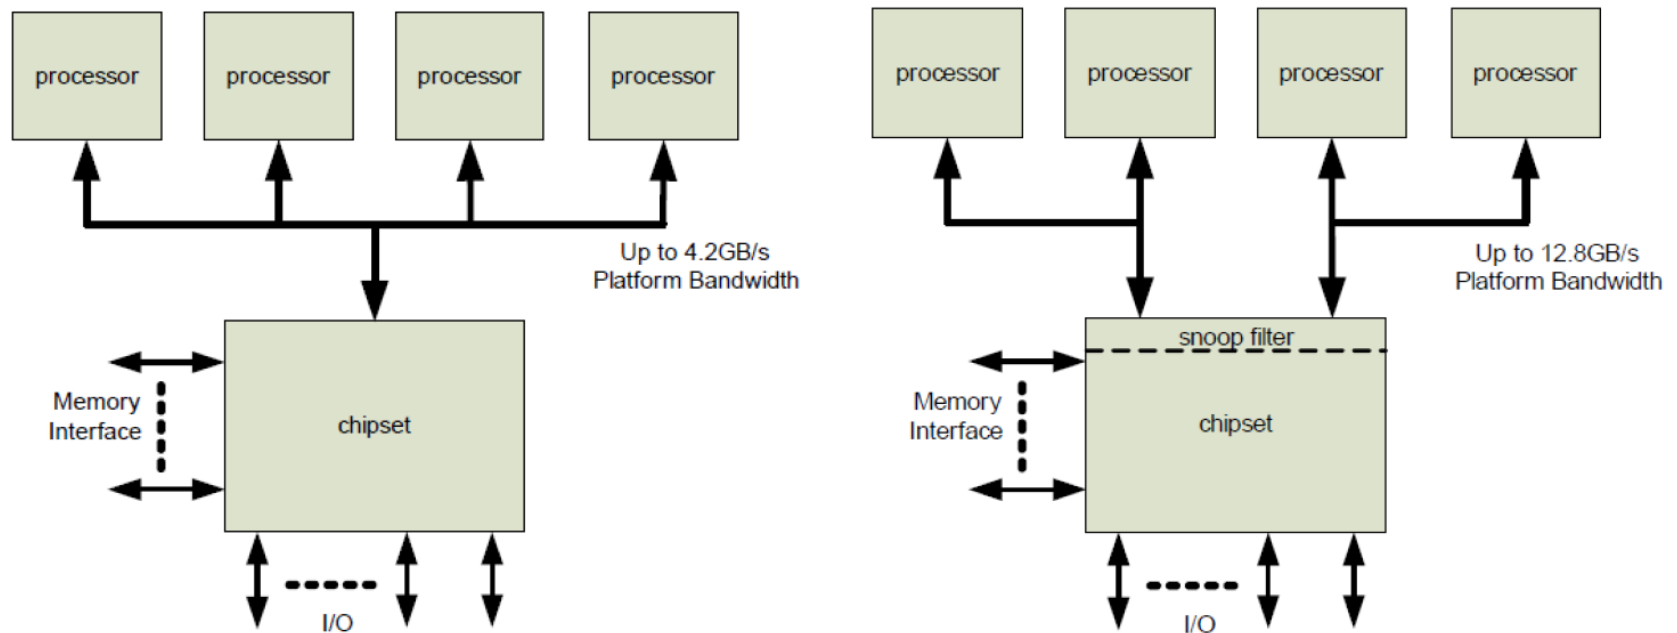 processor
processor
processor
processor
Up to 4.2GB/s
Platform Bandwidth
Memory
Interface
chipset
I/O
processor
processor
processor
processor
Up to 12.8GB/s
Platform Bandwidth
snoop filter
Memory
Interface
chipset
I/O